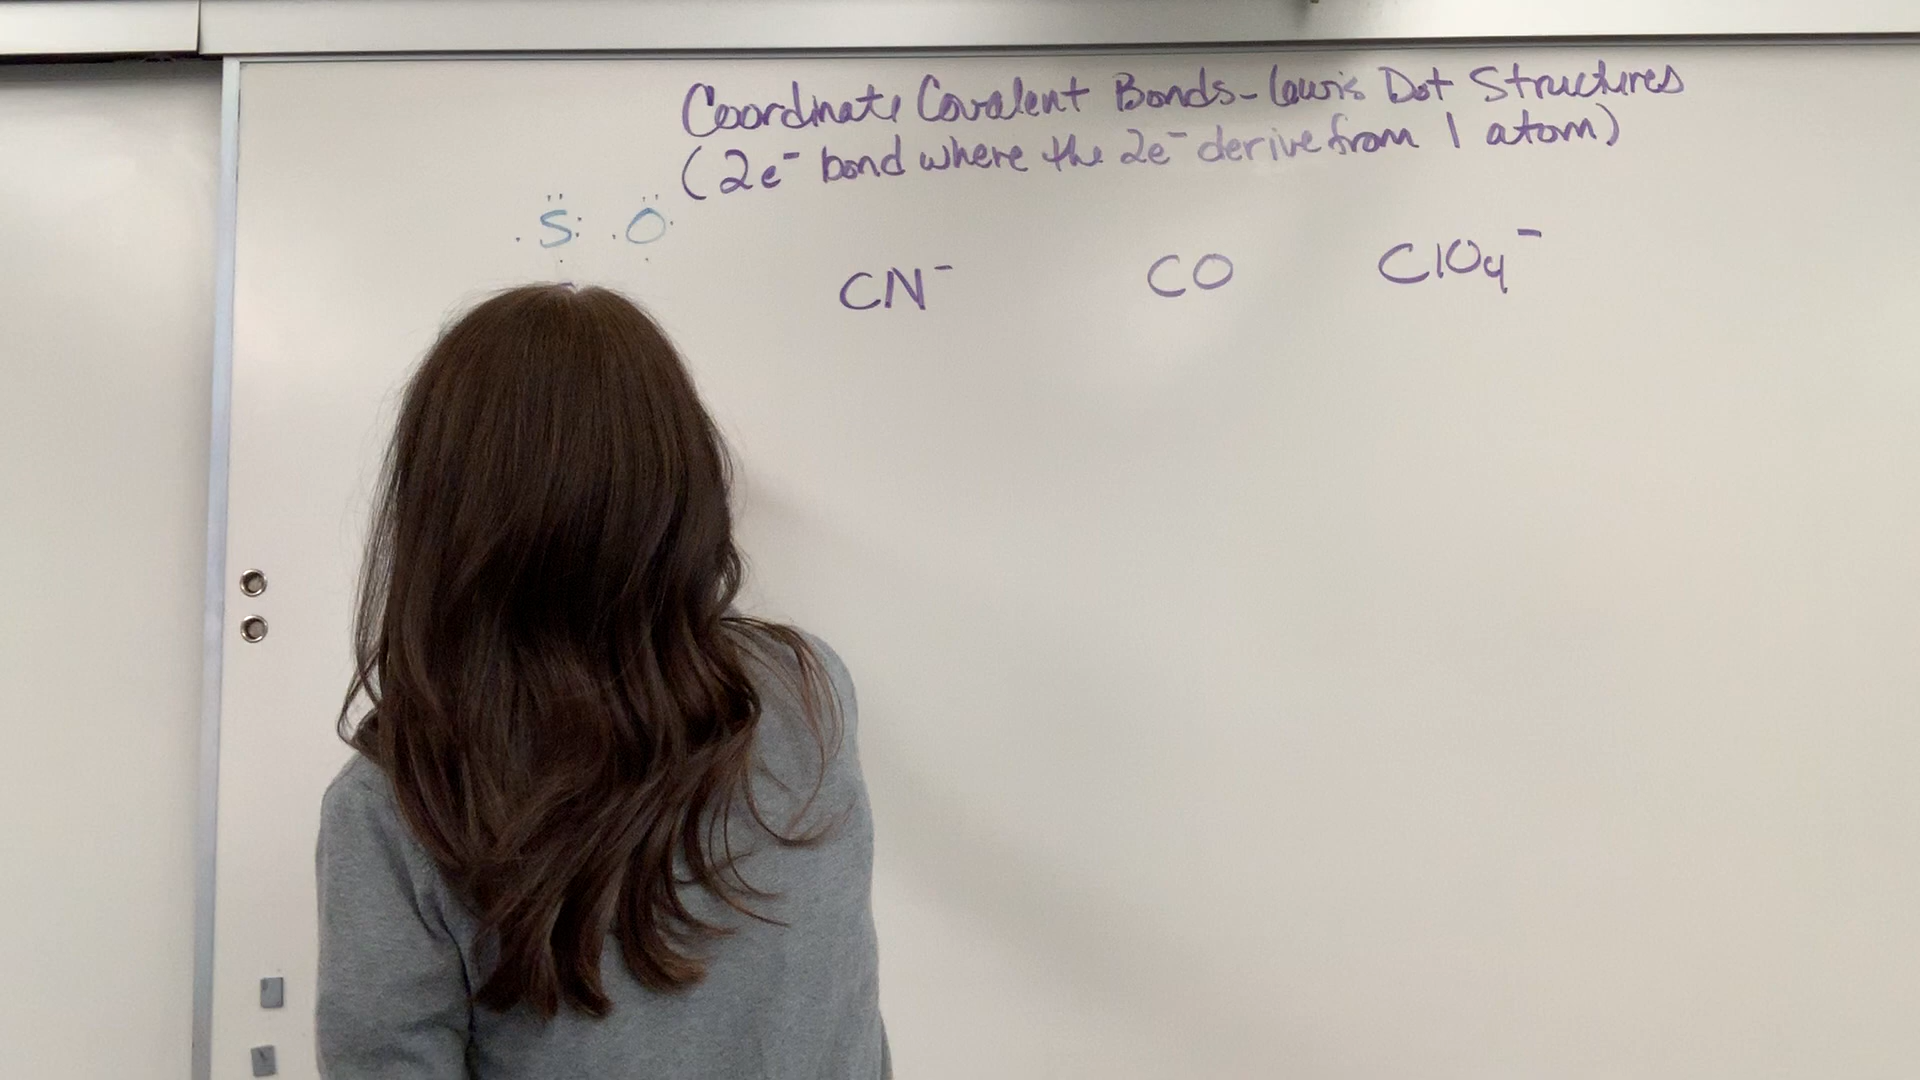 Coordinate Covalent Bonds - Lewis Dot Structures
(2e⁻ bond where the 2e⁻ derive from 1 atom)
S O
CN⁻ CO ClO₄⁻